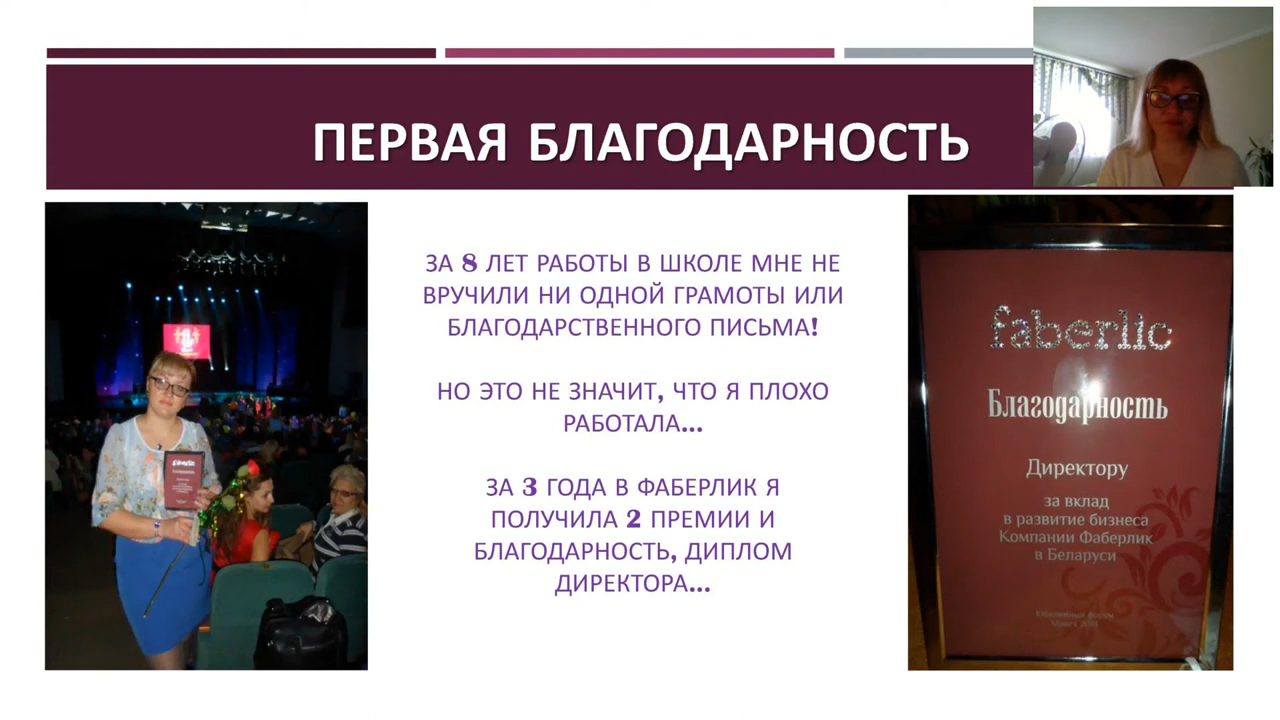 ПЕРВАЯ БЛАГОДАРНОСТЬ
ЗА 8 ЛЕТ РАБОТЫ В ШКОЛЕ МНЕ НЕ
ВРУЧИЛИ НИ ОДНОЙ ГРАМОТЫ ИЛИ
БЛАГОДАРСТВЕННОГО ПИСЬМА!
НО ЭТО НЕ ЗНАЧИТ, ЧТО Я ПЛОХО
РАБОТАЛА...
ЗА 3 ГОДА В ФАБЕРЛИК Я
ПОЛУЧИЛА 2 ПРЕМИИ И
БЛАГОДАРНОСТЬ, ДИПЛОМ
ДИРЕКТОРА...
faberlic
Благодарность
Директору
за вклад
в развитие бизнеса
Компании Фаберлик
в Беларуси